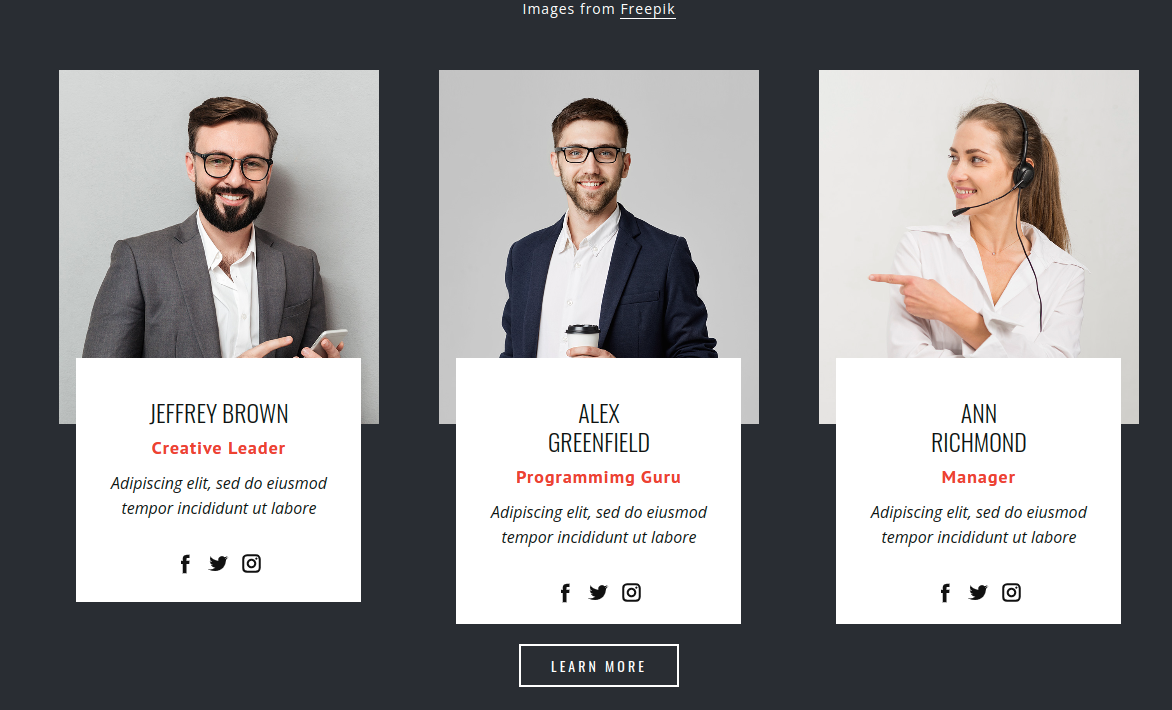 Images from Freepik
JEFFREY BROWN
Creative Leader
Adipiscing elit, sed do eiusmod
tempor incididunt ut labore
ALEX
GREENFIELD
Programmimg Guru
Adipiscing elit, sed do eiusmod
tempor incididunt ut labore
ANN
RICHMOND
Manager
Adipiscing elit, sed do eiusmod
tempor incididunt ut labore
LEARN MORE